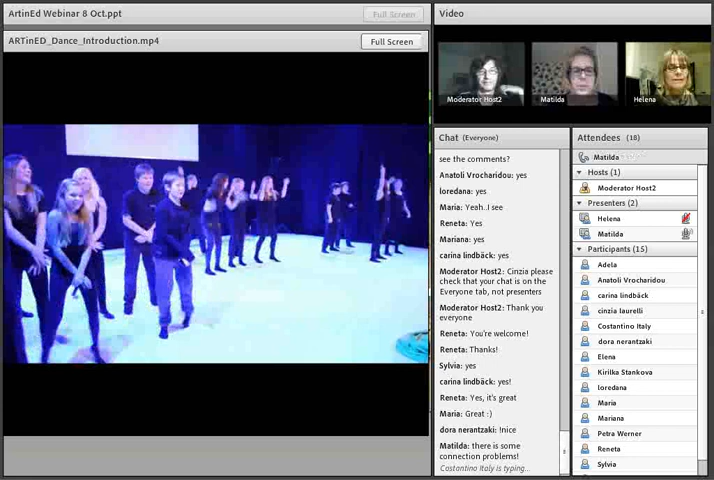 ArtinEd Webinar 8 Oct.ppt
Full Screen
ARTinED_Dance_Introduction.mp4
Full Screen
Video
Moderator Host2
Matilda
Helena
Chat (Everyone)
see the comments?
Anatoli Vrocharidou: yes
loredana: yes
Maria: Yeah..I see
Reneta: Yes
Mariana: yes
carina lindbäck: yes
Moderator Host2: Cinzia please
check that your chat is on the
Everyone tab, not presenters
Moderator Host2: Thank you
everyone
Reneta: You're welcome!
Reneta: Thanks!
Sylvia: yes
carina lindbäck: yes!
Reneta: Yes, it's great
Maria: Great :)
dora nerantzaki: !nice
Matilda: there is some
connection problems!
Costantino Italy is typing...
Attendees (18)
Matilda
Hosts (1)
Moderator Host2
Presenters (2)
Helena
Matilda
Participants (15)
Adela
Anatoli Vrocharidou
carina lindbäck
cinzia laurelli
Costantino Italy
dora nerantzaki
Elena
Kirilka Stankova
loredana
Maria
Mariana
Petra Werner
Reneta
Sylvia